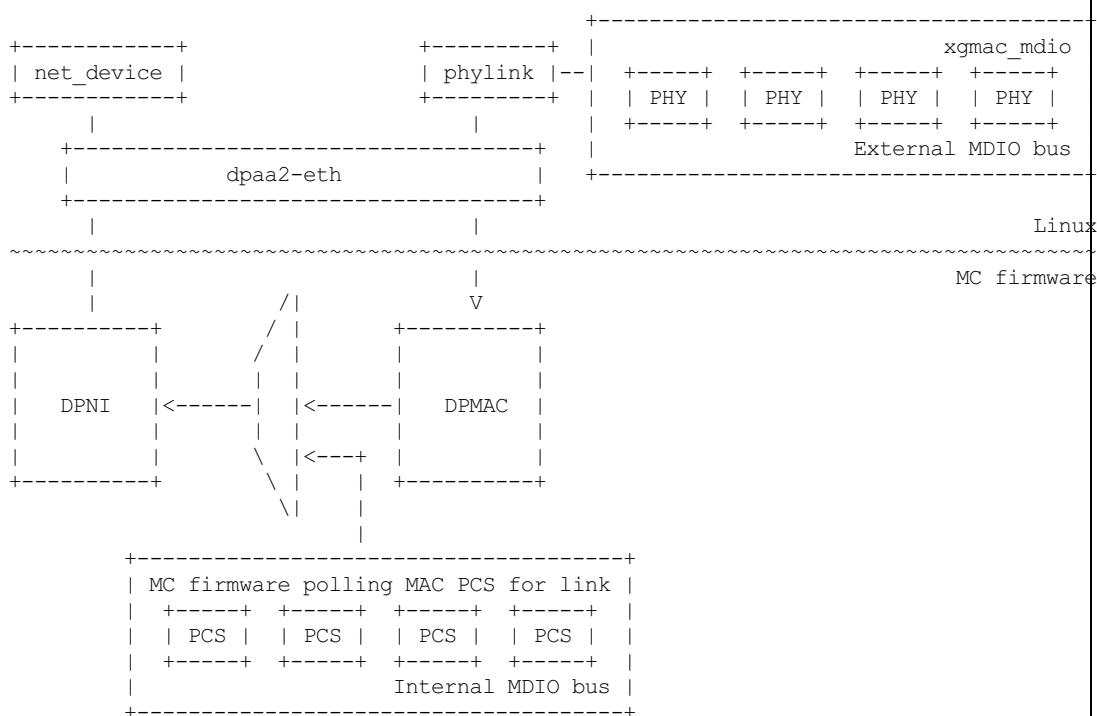 xgmac_mdio
net_device phylink
PHY PHY PHY PHY
External MDIO bus
dpaa2-eth
Linux
MC firmware
V
DPNI DPMAC
MC firmware polling MAC PCS for link
PCS PCS PCS PCS
Internal MDIO bus